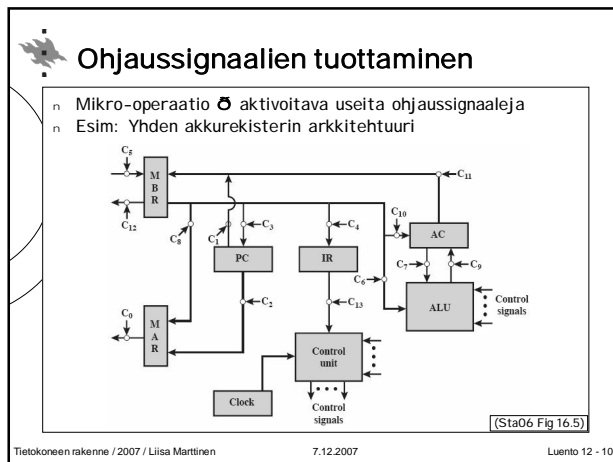 Ohjaussignaalien tuottaminen
n Mikro-operaatio Õ aktivoitava useita ohjaussignaaleja
n Esim: Yhden akkurekisterin arkkitehtuuri
C5
M
B
R
C11
C12
C8
C1
C3
C4
C10
AC
PC
IR
C6
C7
C9
C2
C13
ALU
Control
signals
C0
M
A
R
Control
unit
Clock
Control
signals
(Sta06 Fig 16.5)
Tietokoneen rakenne / 2007 / Liisa Marttinen 7.12.2007 Luento 12 - 10